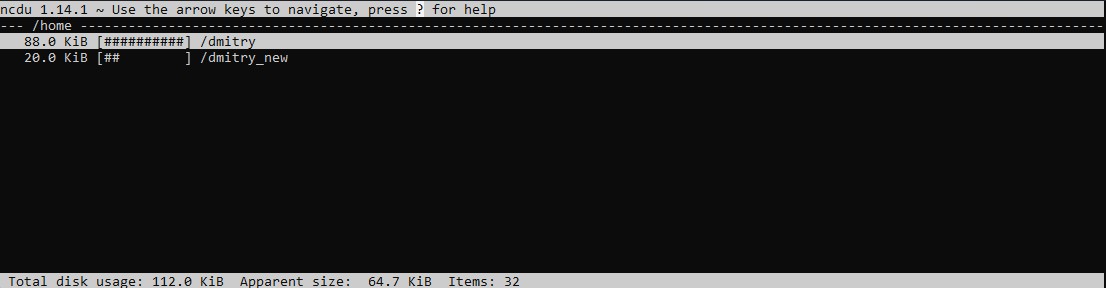 ncdu 1.14.1 ~ Use the arrow keys to navigate, press ? for help
--- /home --------------------------------------------------------------------------------------------------------------------------------
   88.0 KiB [##########] /dmitry
   20.0 KiB [##        ] /dmitry_new
 Total disk usage: 112.0 KiB  Apparent size:  64.7 KiB  Items: 32